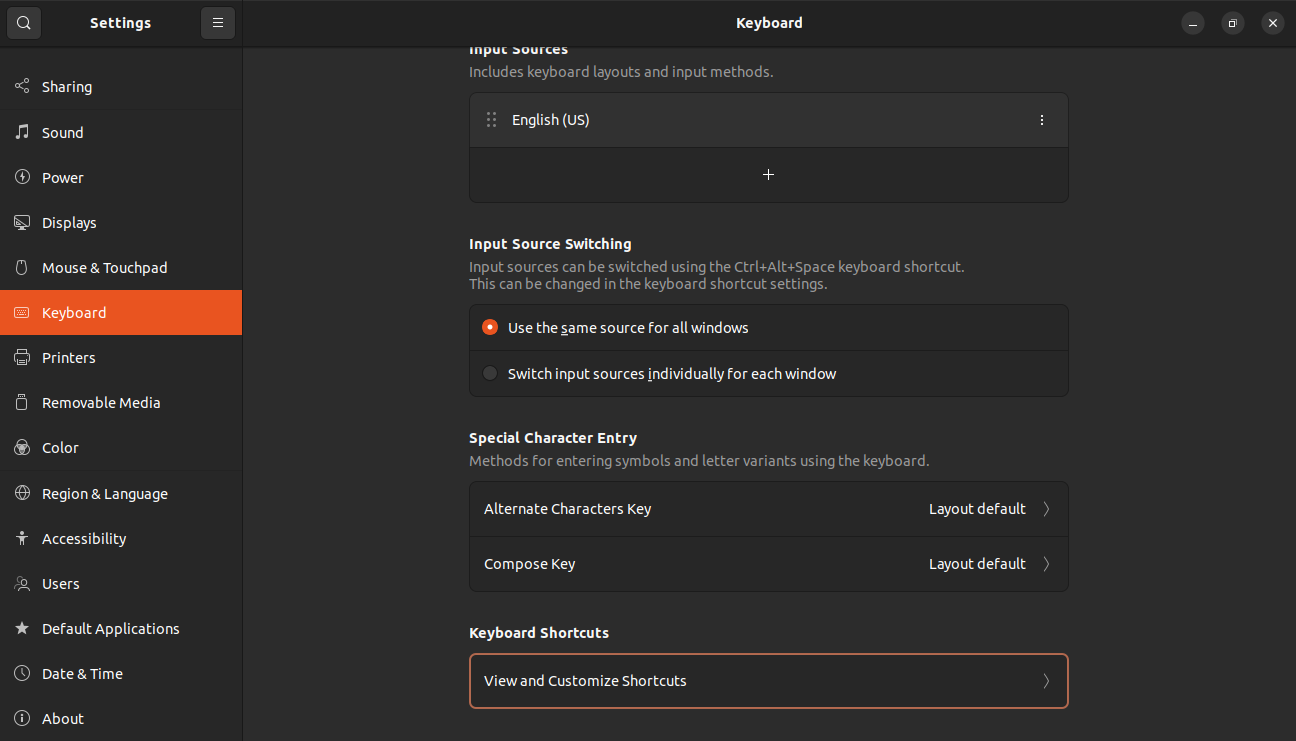 Settings
Keyboard
Sharing
Sound
Power
Displays
Mouse & Touchpad
Keyboard
Printers
Removable Media
Color
Region & Language
Accessibility
Users
Default Applications
Date & Time
About
Input Sources
Includes keyboard layouts and input methods.
English (US)
Input Source Switching
Input sources can be switched using the Ctrl+Alt+Space keyboard shortcut.
This can be changed in the keyboard shortcut settings.
Use the same source for all windows
Switch input sources individually for each window
Special Character Entry
Methods for entering symbols and letter variants using the keyboard.
Alternate Characters Key Layout default
Compose Key Layout default
Keyboard Shortcuts
View and Customize Shortcuts